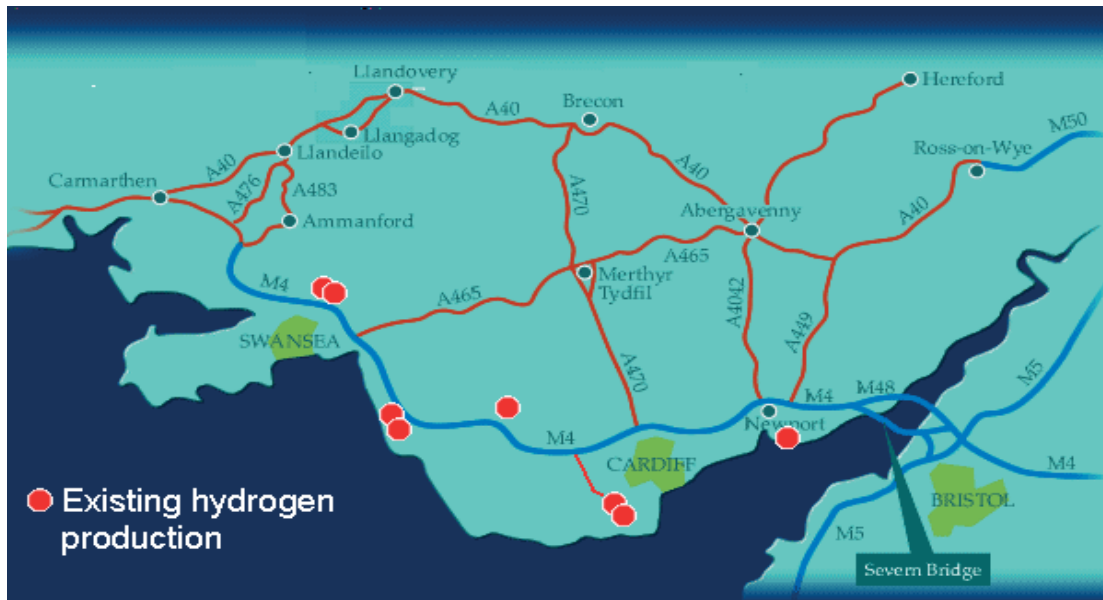 Llandovery
Hereford
Brecon
A40
M50
Llangadog
Ross-on-Wye
Llandeilo
A40
A40
Carmarthen
A476
A483
A470
Abergavenny
A40
Ammanford
A465
Merthyr
Tydfil
M4
A465
A4042
A449
SWANSEA
A470
M5
M4
M48
Newport
M4
CARDIFF
M4
BRISTOL
Existing hydrogen
production
M5
Severn Bridge